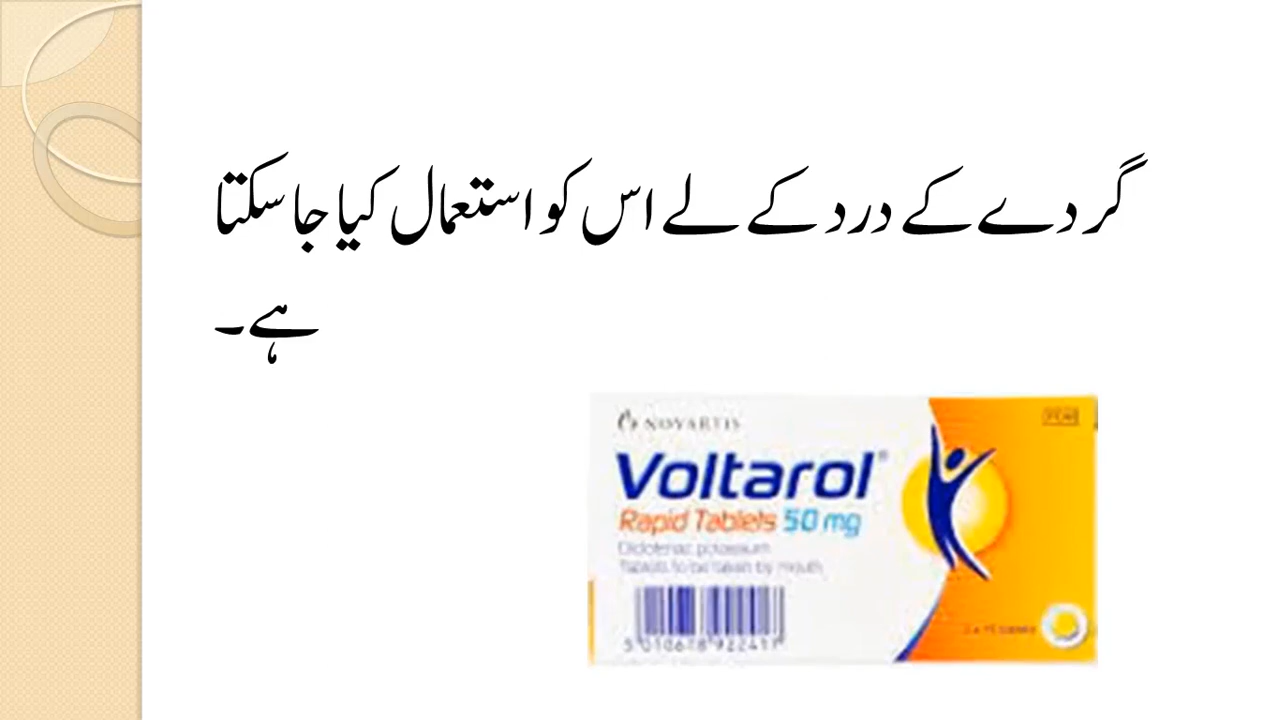 گردے کے درد کے لے اس کو استعمال کیا جا سکتا
ہے۔
NOVARTIS
Voltarol®
Rapid Tablets 50 mg
Diclofenac potassium
Tablets to be taken by mouth